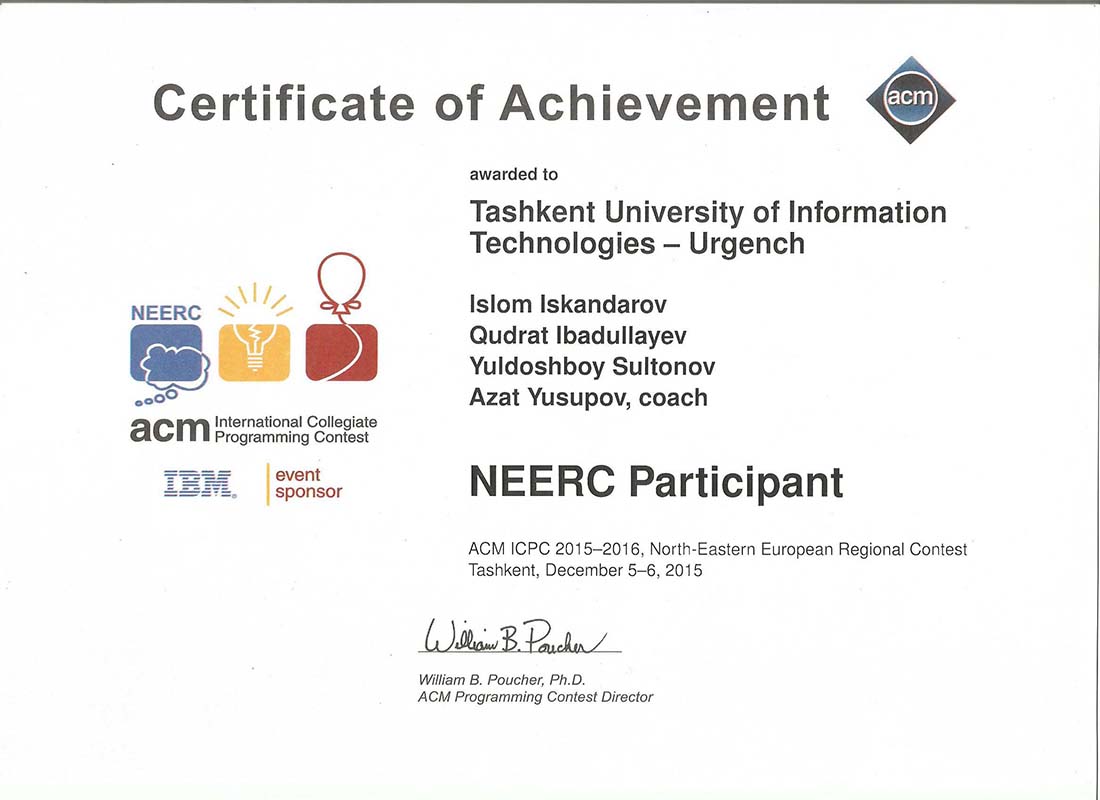 Certificate of Achievement
acm
awarded to
Tashkent University of Information
Technologies – Urgench
Islom Iskandarov
Qudrat Ibadullayev
Yuldoshboy Sultonov
Azat Yusupov, coach
NEERC
acm International Collegiate
Programming Contest
IBM®
event
sponsor
NEERC Participant
ACM ICPC 2015–2016, North-Eastern European Regional Contest
Tashkent, December 5–6, 2015
William B. Poucher
William B. Poucher, Ph.D.
ACM Programming Contest Director